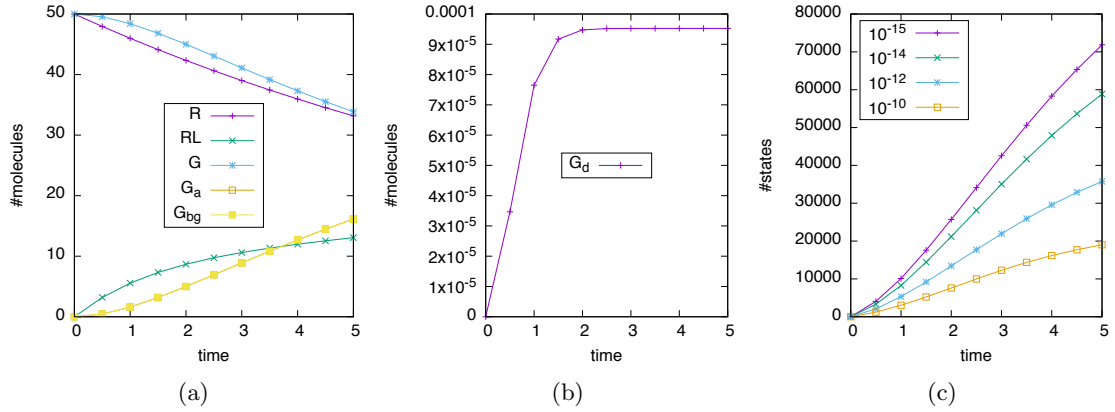 50
40
30
20
10
0
#molecules
R
RL
G
Ga
Gbg
0 1 2 3 4 5
time
(a)
0.0001
9x10-5
8x10-5
7x10-5
6x10-5
5x10-5
4x10-5
3x10-5
2x10-5
1x10-5
0
#molecules
Gd
0 1 2 3 4 5
time
(b)
80000
70000
60000
50000
40000
30000
20000
10000
0
#states
10-15
10-14
10-12
10-10
0 1 2 3 4 5
time
(c)